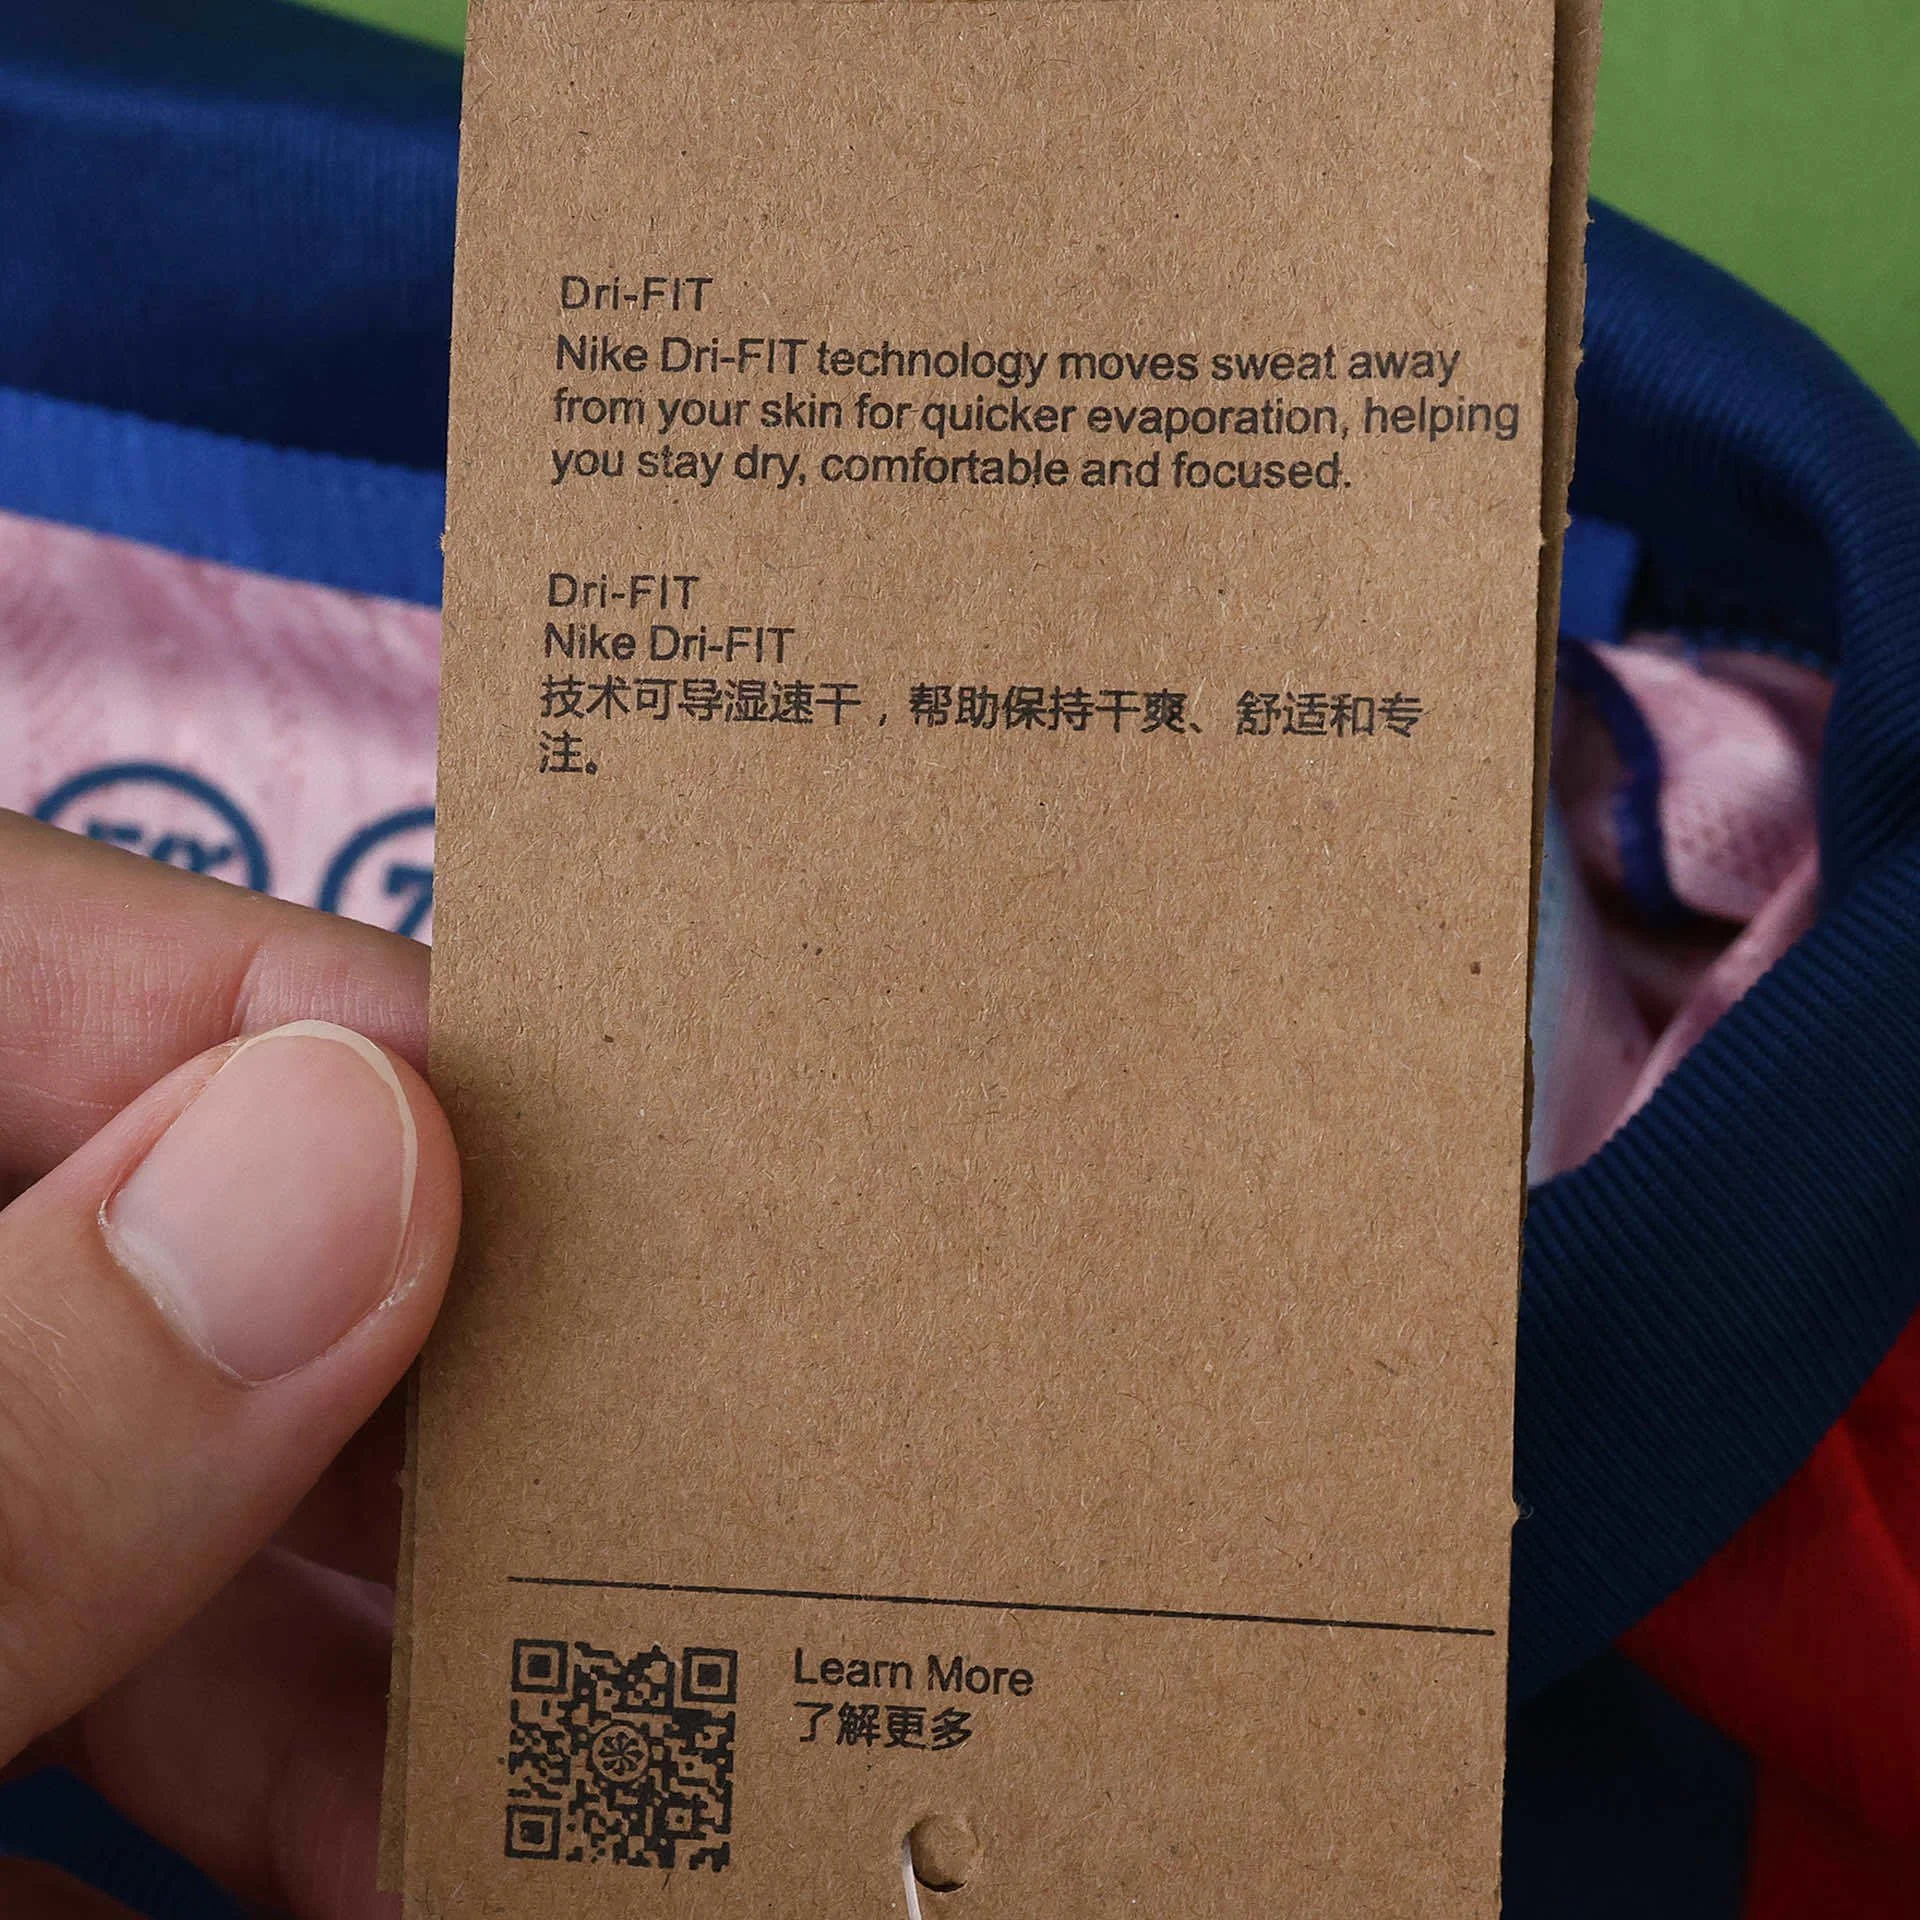 Dri-FIT
Nike Dri-FIT technology moves sweat away
from your skin for quicker evaporation, helping
you stay dry, comfortable and focused.
Dri-FIT
Nike Dri-FIT
技术可导湿速干，帮助保持干爽、舒适和专
注。
Learn More
了解更多